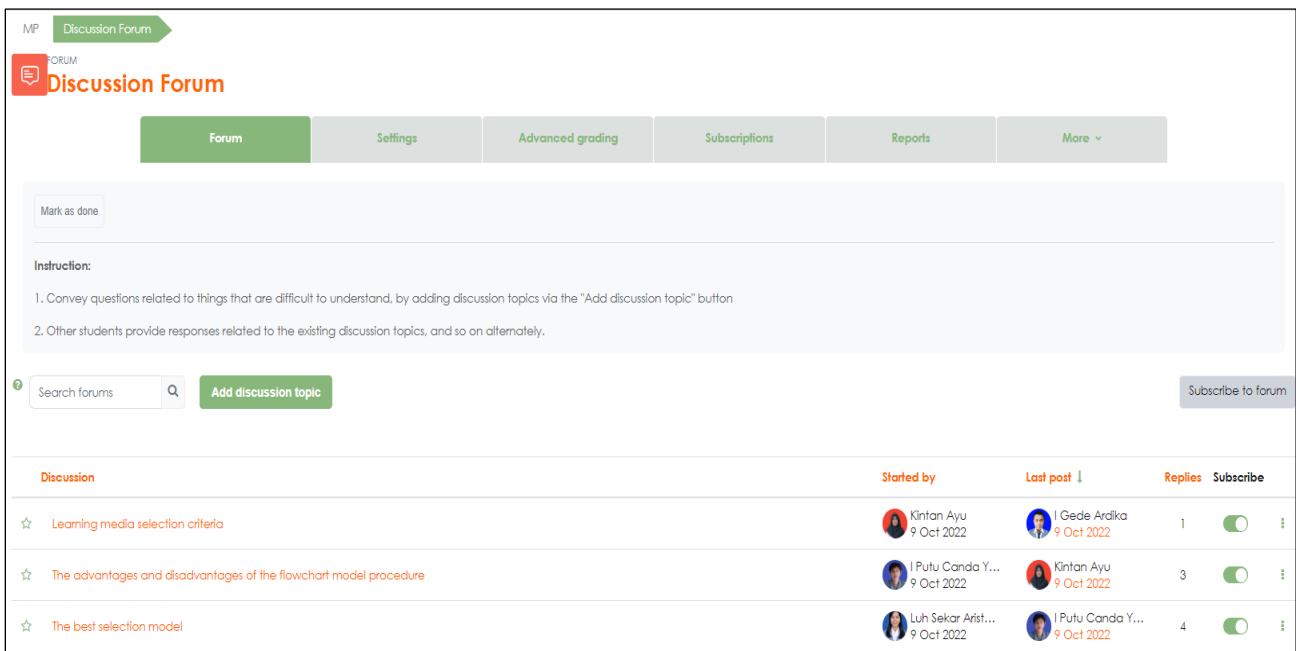 MP Discussion Forum
FORUM
Discussion Forum
Forum Settings Advanced grading Subscriptions Reports More
Mark as done
Instruction:
1. Convey questions related to things that are difficult to understand, by adding discussion topics via the "Add discussion topic" button
2. Other students provide responses related to the existing discussion topics, and so on alternately.
? Search forums Add discussion topic Subscribe to forum
Discussion Started by Last post ↓ Replies Subscribe
Learning media selection criteria Kintan Ayu I Gede Ardika 1
9 Oct 2022 9 Oct 2022
The advantages and disadvantages of the flowchart model procedure I Putu Canda Y... Kintan Ayu 3
9 Oct 2022 9 Oct 2022
The best selection model Luh Sekar Arist... I Putu Canda Y... 4
9 Oct 2022 9 Oct 2022